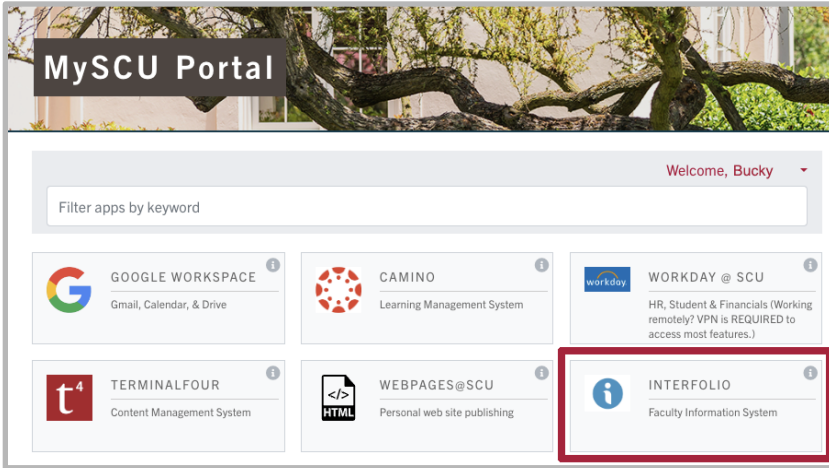 MySCU Portal
Welcome, Bucky
Filter apps by keyword
GOOGLE WORKSPACE
Gmail, Calendar, & Drive
CAMINO
Learning Management System
workday
WORKDAY @ SCU
HR, Student & Financials (Working
remotely? VPN is REQUIRED to
access most features.)
t4
TERMINALFOUR
Content Management System
</>
HTML
WEBPAGES@SCU
Personal web site publishing
INTERFOLIO
Faculty Information System